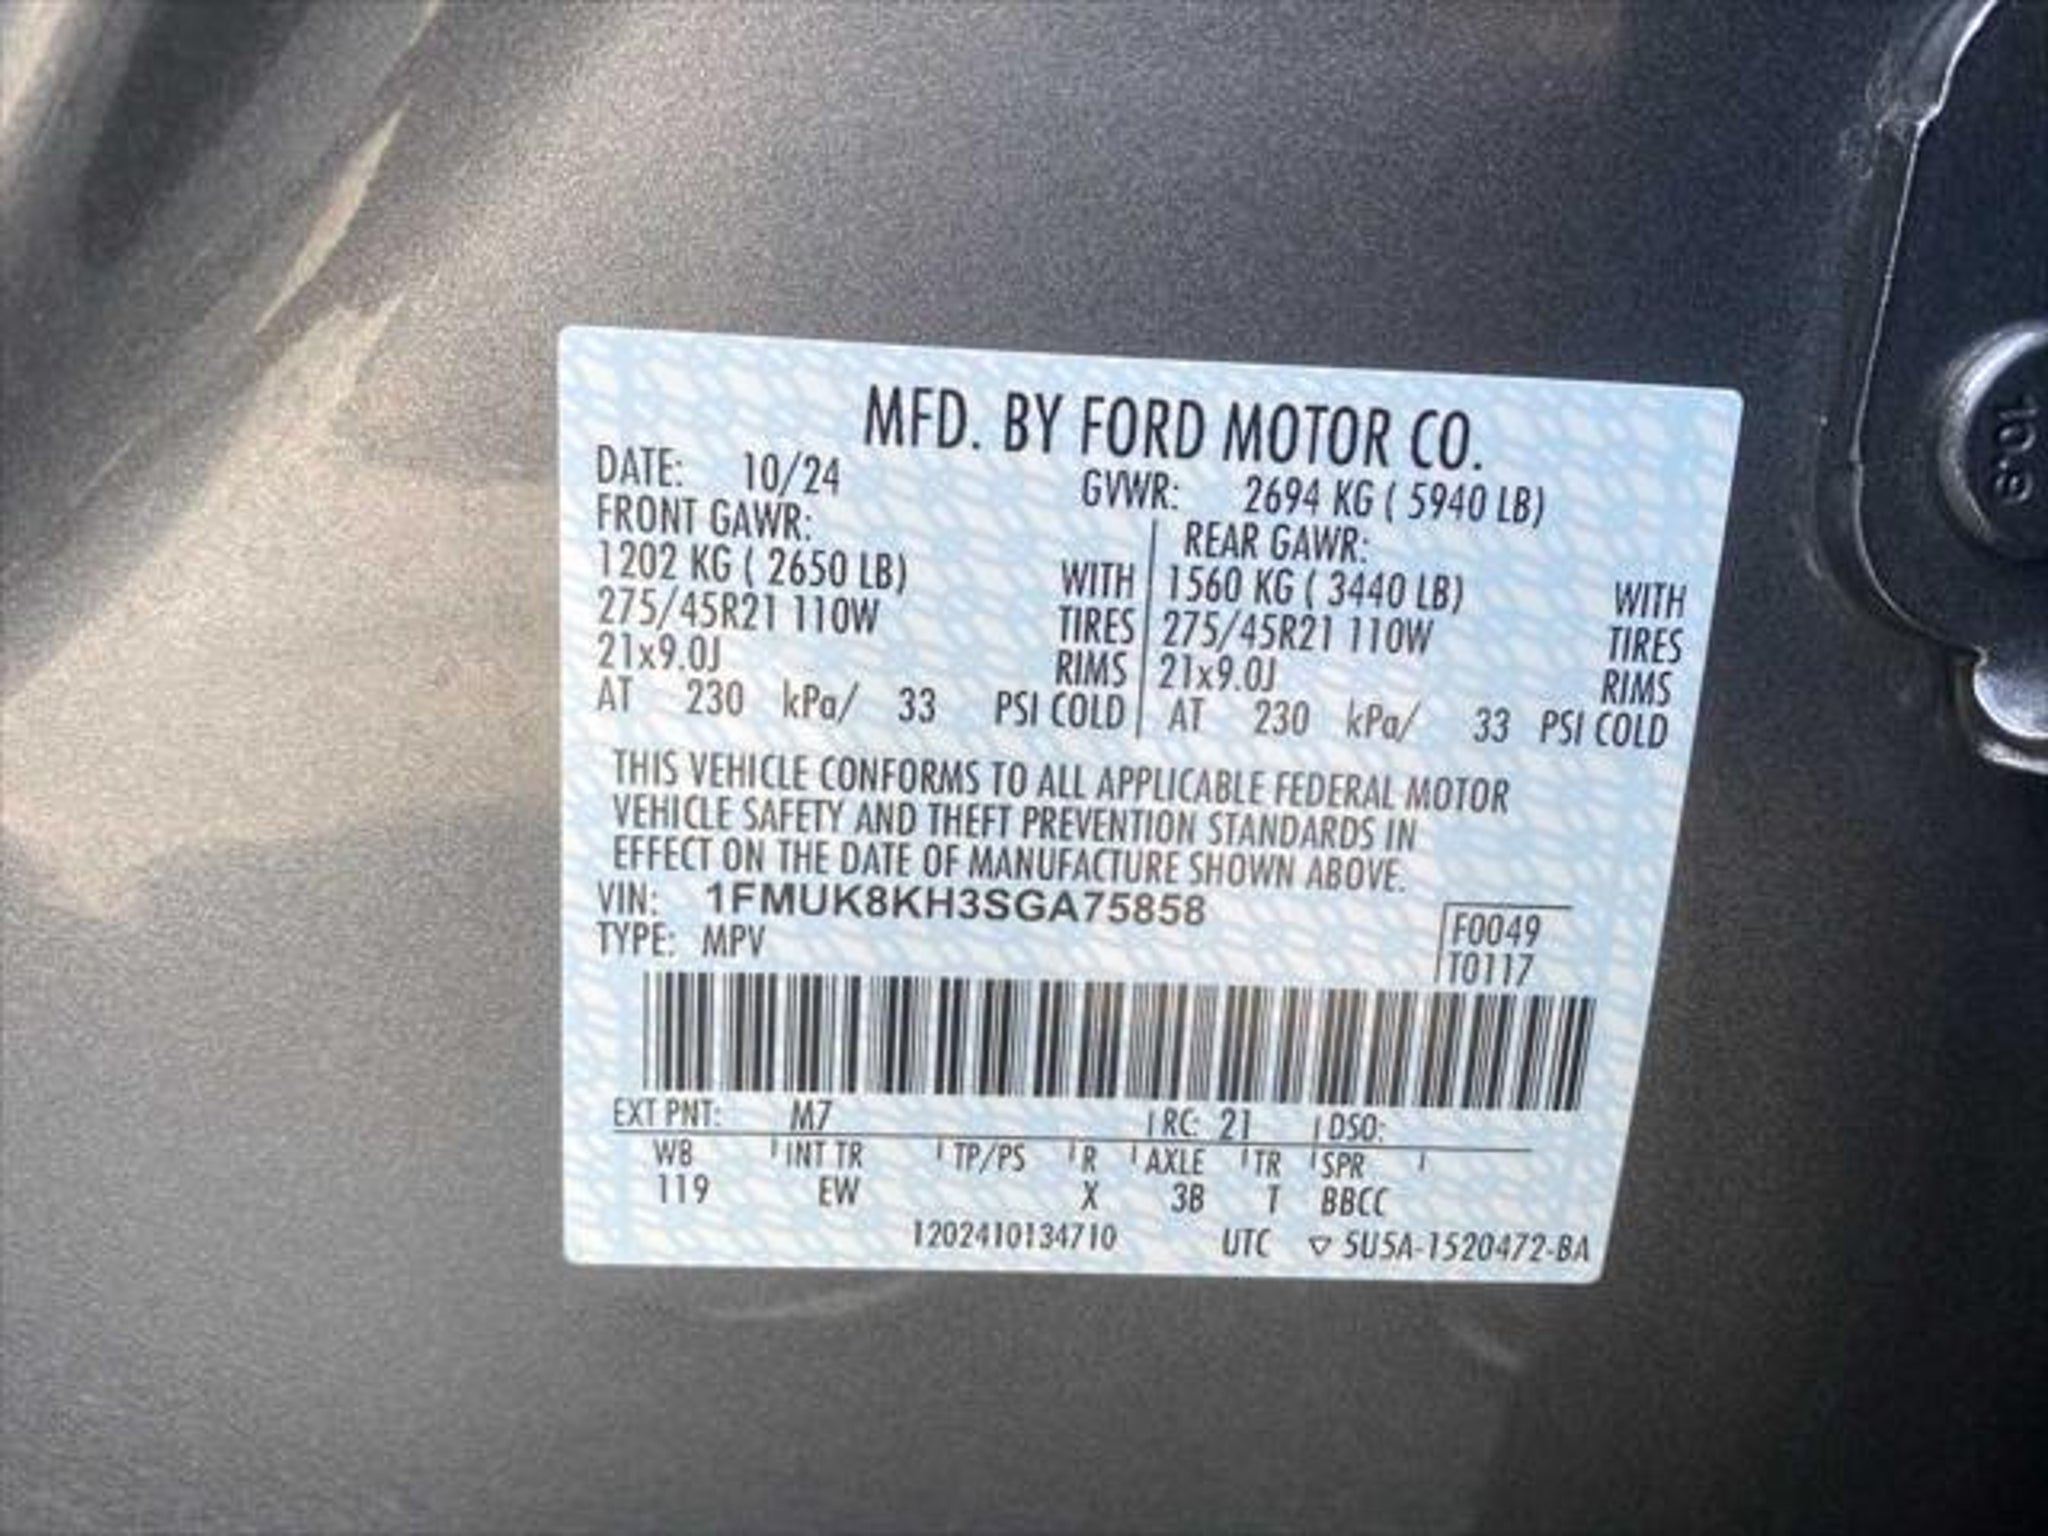 MFD. BY FORD MOTOR CO.
DATE: 10/24 GVWR: 2694 KG ( 5940 LB)
FRONT GAWR: REAR GAWR:
1202 KG ( 2650 LB) WITH 1560 KG ( 3440 LB) WITH
275/45R21 110W TIRES 275/45R21 110W TIRES
21x9.0J RIMS 21x9.0J RIMS
AT 230 kPa/ 33 PSI COLD AT 230 kPa/ 33 PSI COLD
THIS VEHICLE CONFORMS TO ALL APPLICABLE FEDERAL MOTOR
VEHICLE SAFETY AND THEFT PREVENTION STANDARDS IN
EFFECT ON THE DATE OF MANUFACTURE SHOWN ABOVE.
VIN: 1FMUK8KH3SGA75858
F0049
TYPE: MPV
T0117
EXT PNT: M7 RC: 21 DSO:
WB INT TR TP/PS R AXLE TR SPR
119 EW X 3B T BBCC
1202410134710 UTC ▽ 5U5A-1520472-BA
10.9